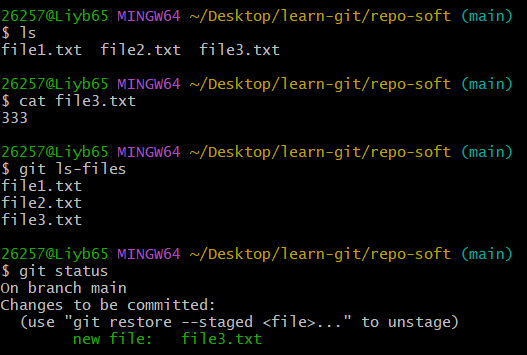 26257@Liyb65 MINGW64 ~/Desktop/learn-git/repo-soft (main)
$ ls
file1.txt  file2.txt  file3.txt
26257@Liyb65 MINGW64 ~/Desktop/learn-git/repo-soft (main)
$ cat file3.txt
333
26257@Liyb65 MINGW64 ~/Desktop/learn-git/repo-soft (main)
$ git ls-files
file1.txt
file2.txt
file3.txt
26257@Liyb65 MINGW64 ~/Desktop/learn-git/repo-soft (main)
$ git status
On branch main
Changes to be committed:
  (use "git restore --staged <file>..." to unstage)
        new file:   file3.txt